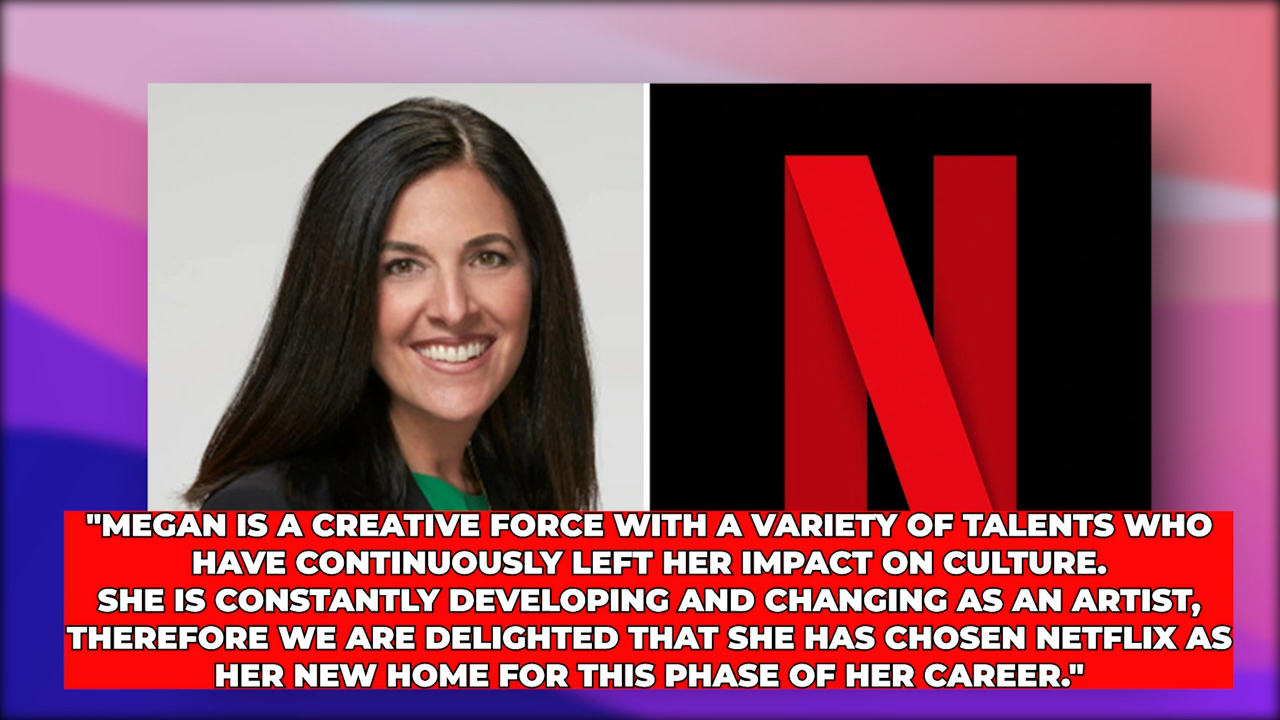 "MEGAN IS A CREATIVE FORCE WITH A VARIETY OF TALENTS WHO
HAVE CONTINUOUSLY LEFT HER IMPACT ON CULTURE.
SHE IS CONSTANTLY DEVELOPING AND CHANGING AS AN ARTIST,
THEREFORE WE ARE DELIGHTED THAT SHE HAS CHOSEN NETFLIX AS
HER NEW HOME FOR THIS PHASE OF HER CAREER."